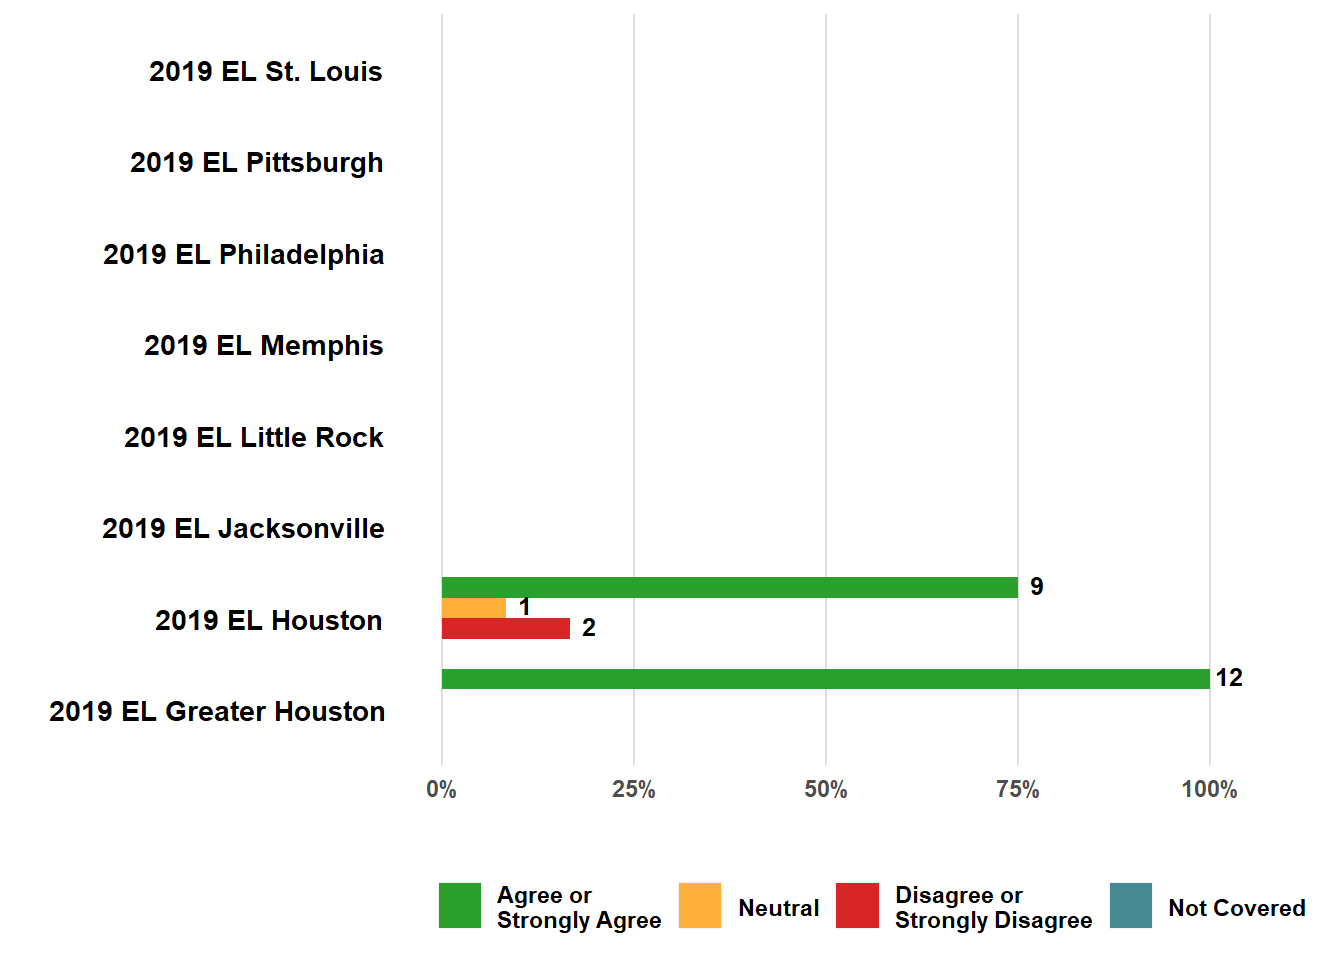 2019 EL St. Louis
2019 EL Pittsburgh
2019 EL Philadelphia
2019 EL Memphis
2019 EL Little Rock
2019 EL Jacksonville
9
2019 EL Houston
1
2
12
2019 EL Greater Houston
0%
25%
50%
75%
100%
Agree or
Strongly Agree
Neutral
Disagree or
Strongly Disagree
Not Covered